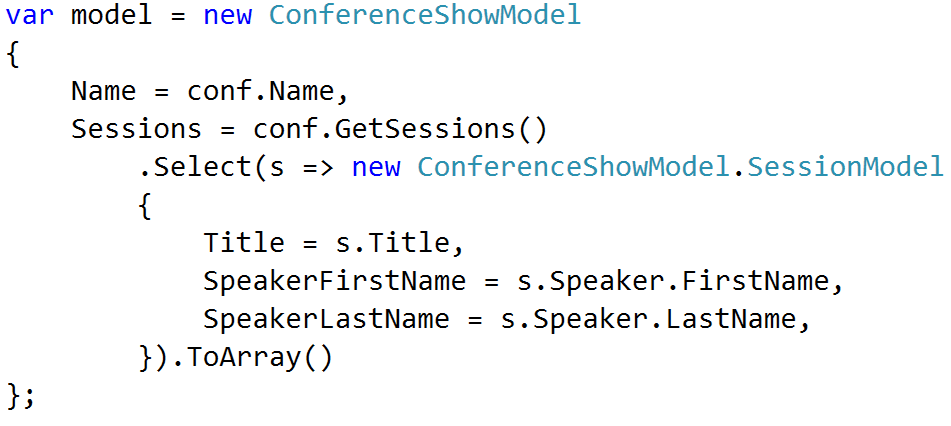 var model = new ConferenceShowModel
{
    Name = conf.Name,
    Sessions = conf.GetSessions()
        .Select(s => new ConferenceShowModel.SessionModel
        {
            Title = s.Title,
            SpeakerFirstName = s.Speaker.FirstName,
            SpeakerLastName = s.Speaker.LastName,
        }).ToArray()
};